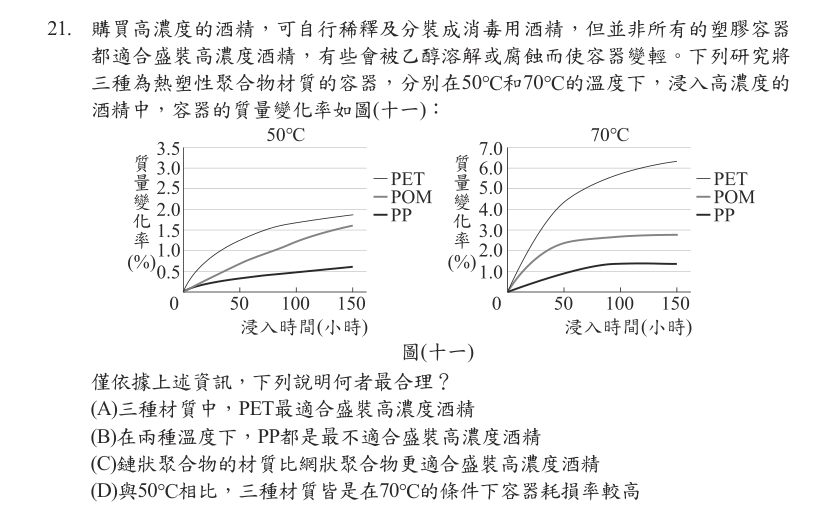 21. 購買高濃度的酒精，可自行稀釋及分裝成消毒用酒精，但並非所有的塑膠容器
都適合盛裝高濃度酒精，有些會被乙醇溶解或腐蝕而使容器變輕。下列研究將
三種為熱塑性聚合物材質的容器，分別在50℃和70℃的溫度下，浸入高濃度的
酒精中，容器的質量變化率如圖(十一)：
50℃
質量變化率(%)
3.5
3.0
2.5
2.0
1.5
1.0
0.5
0 50 100 150
浸入時間(小時)
PET
POM
PP
70℃
質量變化率(%)
7.0
6.0
5.0
4.0
3.0
2.0
1.0
0 50 100 150
浸入時間(小時)
PET
POM
PP
圖(十一)
僅依據上述資訊，下列說明何者最合理？
(A)三種材質中，PET最適合盛裝高濃度酒精
(B)在兩種溫度下，PP都是最不適合盛裝高濃度酒精
(C)鏈狀聚合物的材質比網狀聚合物更適合盛裝高濃度酒精
(D)與50℃相比，三種材質皆是在70℃的條件下容器耗損率較高